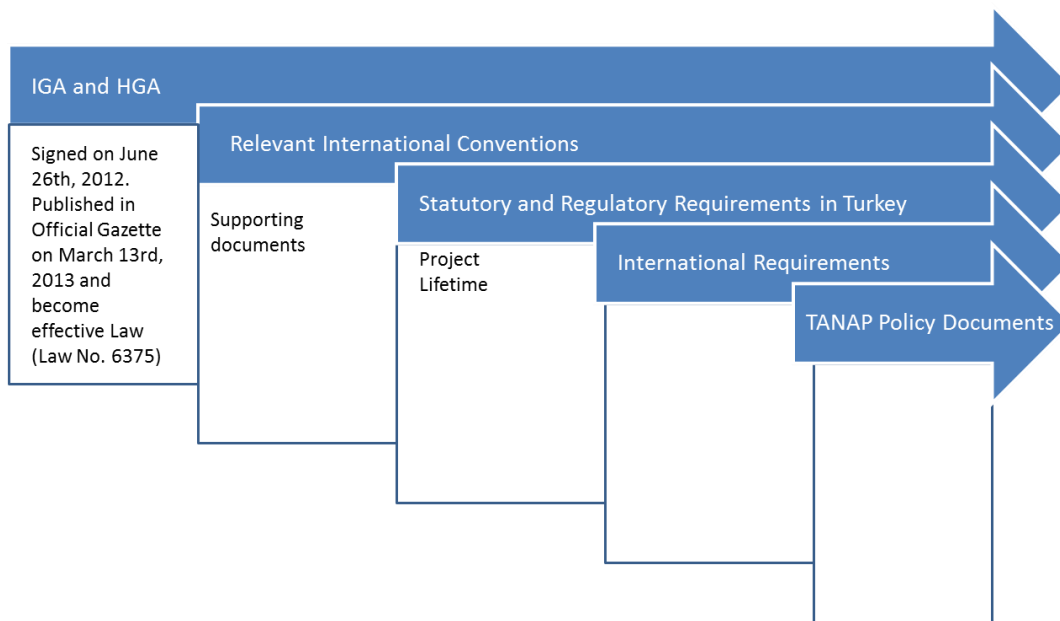 IGA and HGA
Signed on June
26th, 2012.
Published in
Official Gazette
on March 13rd,
2013 and
become
effective Law
(Law No. 6375)
Relevant International Conventions
Supporting
documents
Statutory and Regulatory Requirements in Turkey
Project
Lifetime
International Requirements
TANAP Policy Documents